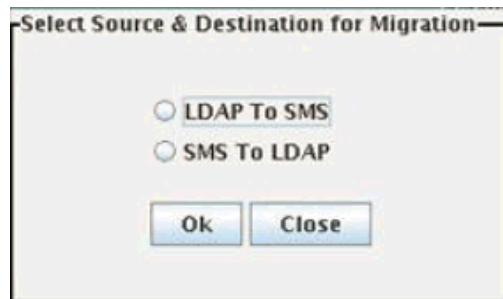 Select Source & Destination for Migration
LDAP To SMS
SMS To LDAP
Ok Close